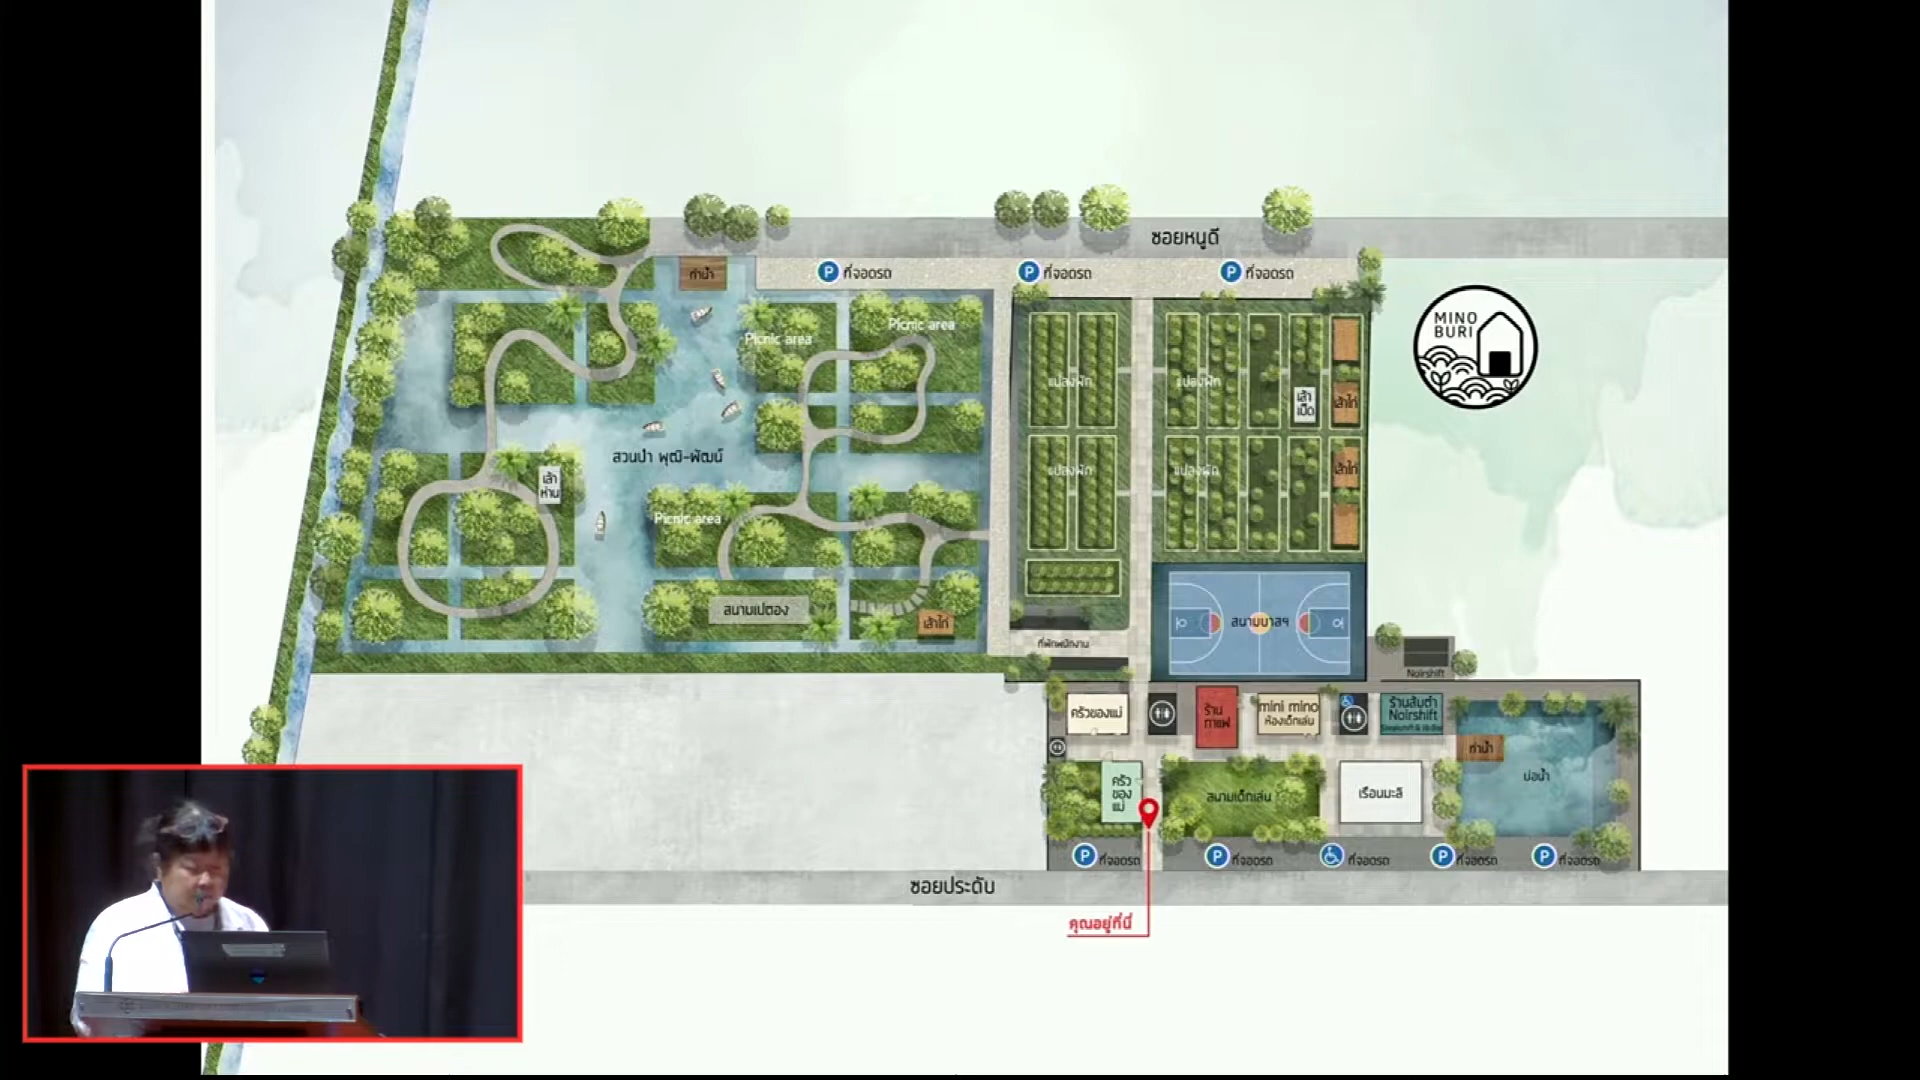 ซอยหนูดี
ท่าน้ำ
P ที่จอดรถ
P ที่จอดรถ
P ที่จอดรถ
MINO
BURI
Picnic area
Picnic area
แปลงผัก
แปลงผัก
เล้า
เป็ด
เล้าไก่
สวนป่า พุฒิ-พัฒน์
แปลงผัก
แปลงผัก
เล้าไก่
เล้า
ห่าน
Picnic area
สนามเปตอง
เล้าไก่
สนามบาสฯ
ที่พักพนักงาน
Noirshift
ครัวของแม่
ร้าน
กาแฟ
mini mino
ห้องเด็กเล่น
ร้านส้มตำ
Noirshift
ท่าน้ำ
บ่อน้ำ
ครัว
ของ
แม่
สนามเด็กเล่น
เรือนมะลิ
P ที่จอดรถ
P ที่จอดรถ
ที่จอดรถ
P ที่จอดรถ
P ที่จอดรถ
ซอยประดับ
คุณอยู่ที่นี่